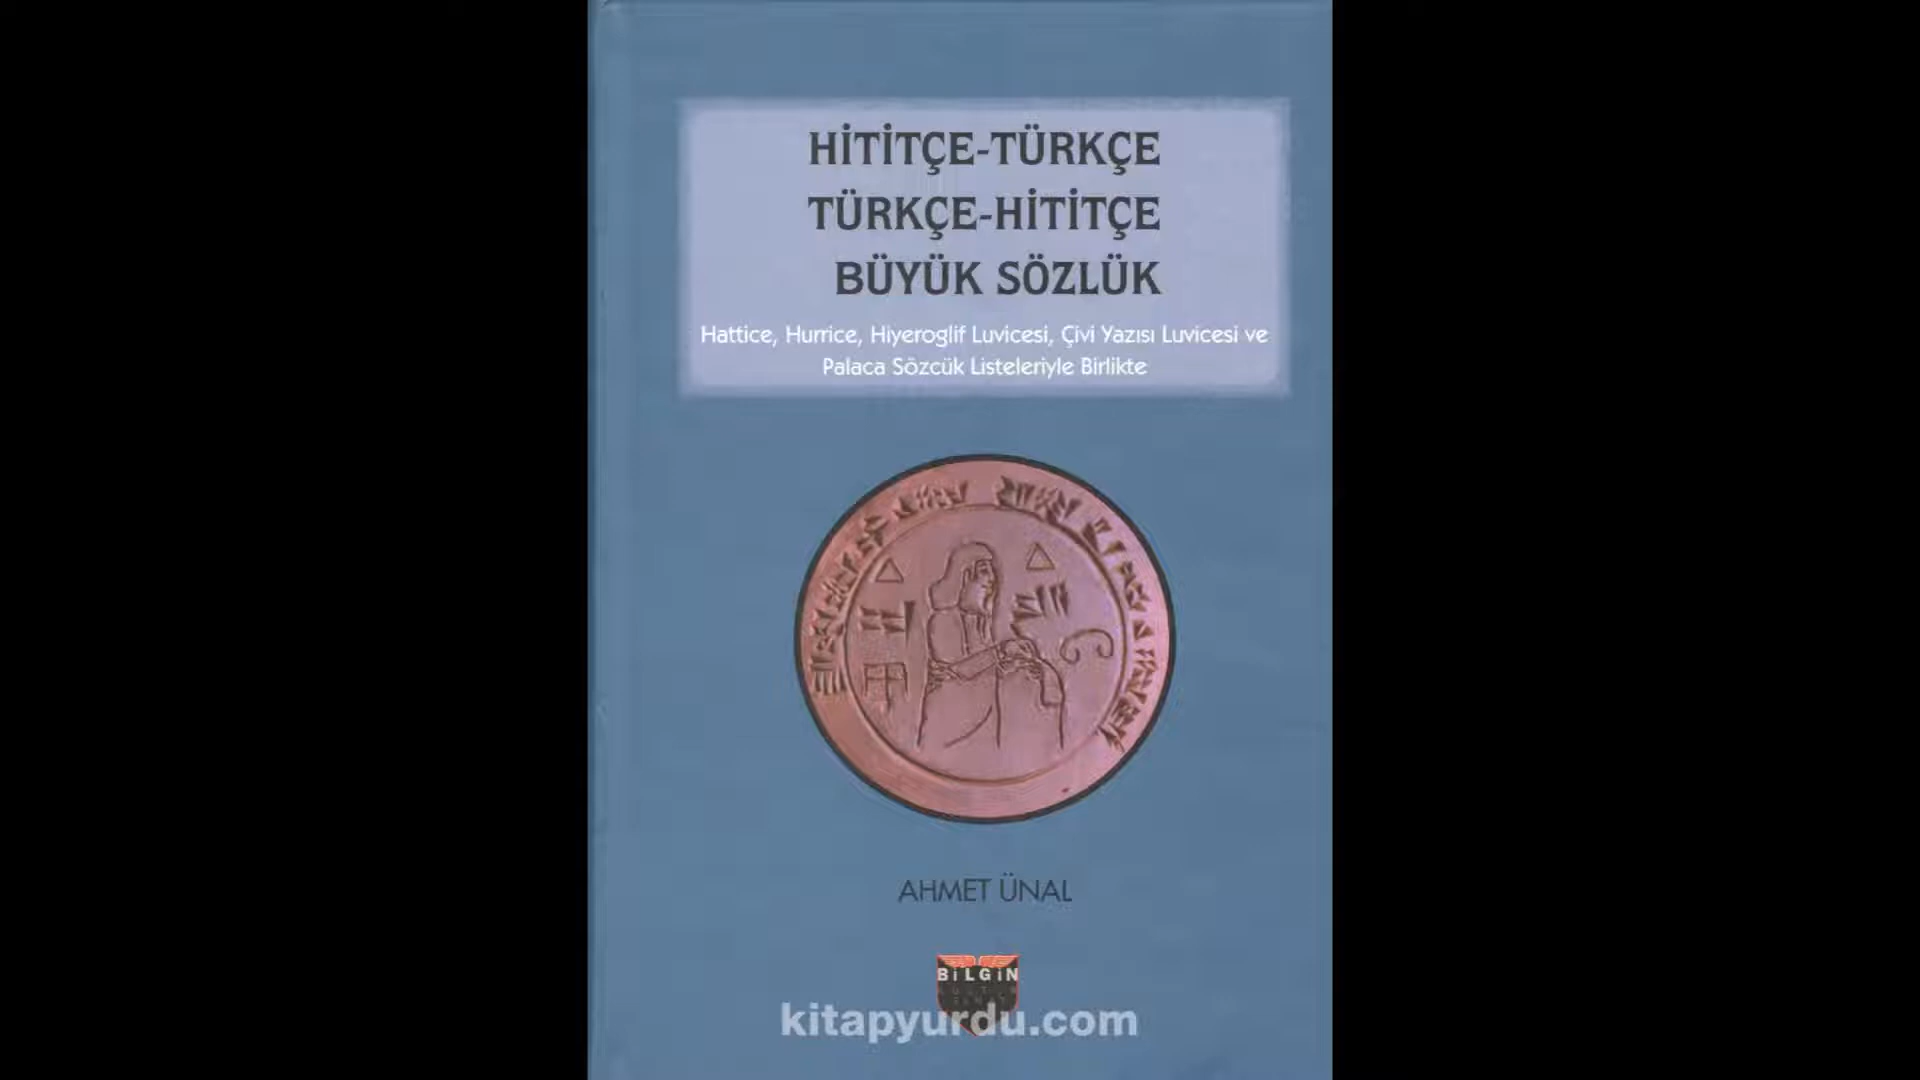 HİTİTÇE-TÜRKÇE
TÜRKÇE-HİTİTÇE
BÜYÜK SÖZLÜK
Hattice, Hurrice, Hiyeroglif Luvicesi, Çivi Yazısı Luvicesi ve
Palaca Sözcük Listeleriyle Birlikte
AHMET ÜNAL
BİLGİN
kitapyurdu.com